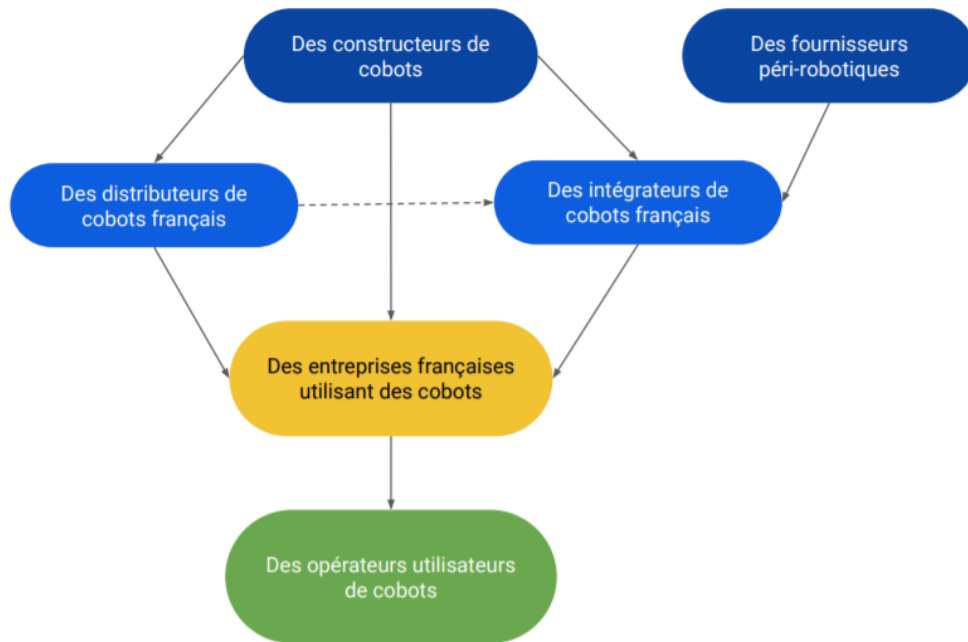 Des constructeurs de
cobots
Des fournisseurs
péri-robotiques
Des distributeurs de
cobots français
Des intégrateurs de
cobots français
Des entreprises françaises
utilisant des cobots
Des opérateurs utilisateurs
de cobots